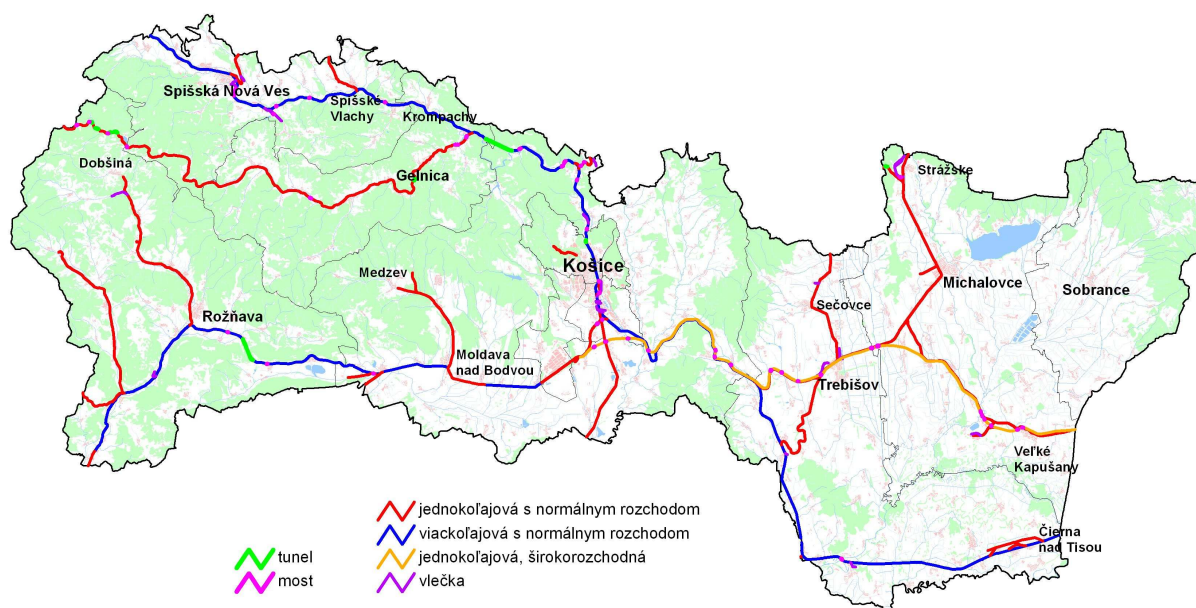 Spišská Nová Ves
Spišské
Vlachy
Krompachy
Dobšiná
Gelnica
Strážske
Košice
Medzev
Michalovce
Sobrance
Sečovce
Rožňava
Moldava
nad Bodvou
Trebišov
Veľké
Kapušany
jednokoľajová s normálnym rozchodom
viackoľajová s normálnym rozchodom
Čierna
nad Tisou
tunel
jednokoľajová, širokorozchodná
most
vlečka